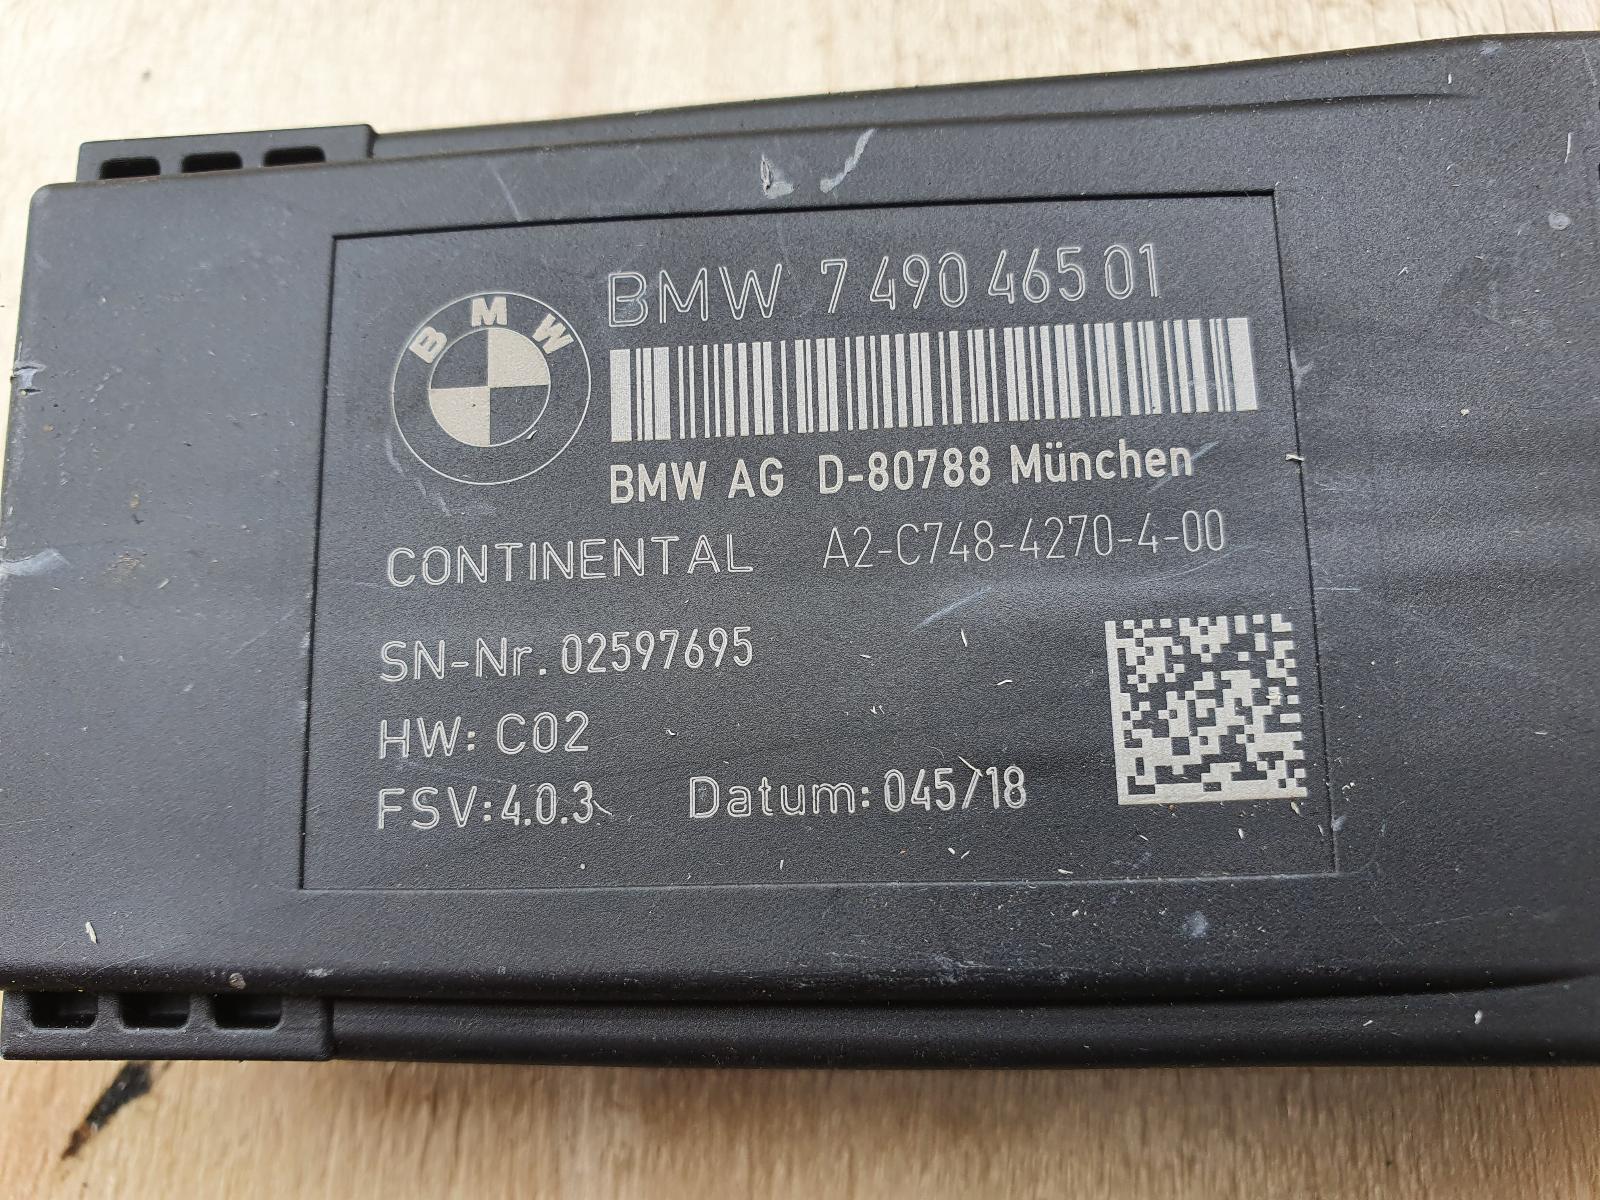 BMW 7 490 465 01
BMW
BMW AG D-80788 München
CONTINENTAL A2-C748-4270-4-00
SN-Nr. 02597695
HW: C02
FSV:4.0.3 Datum: 045/18